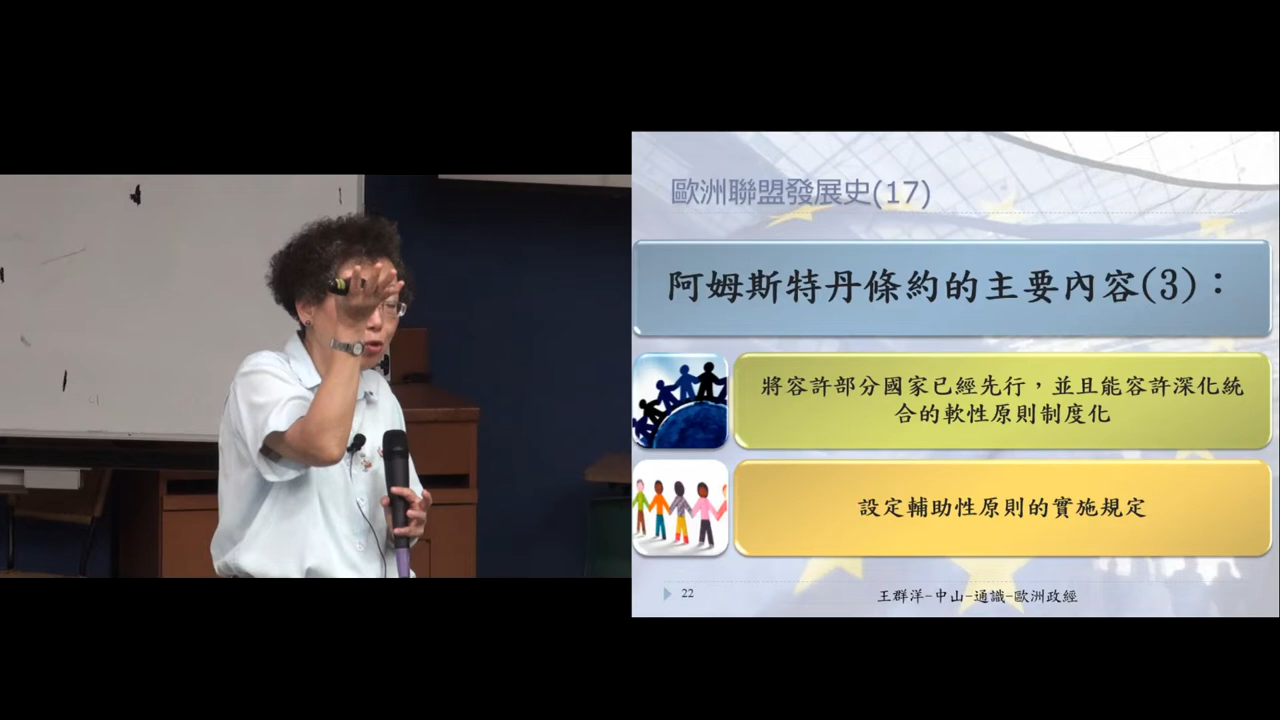 歐洲聯盟發展史(17)
阿姆斯特丹條約的主要內容(3)：
將容許部分國家已經先行，並且能容許深化統
合的軟性原則制度化
設定輔助性原則的實施規定
22
王群洋-中山-通識-歐洲政經